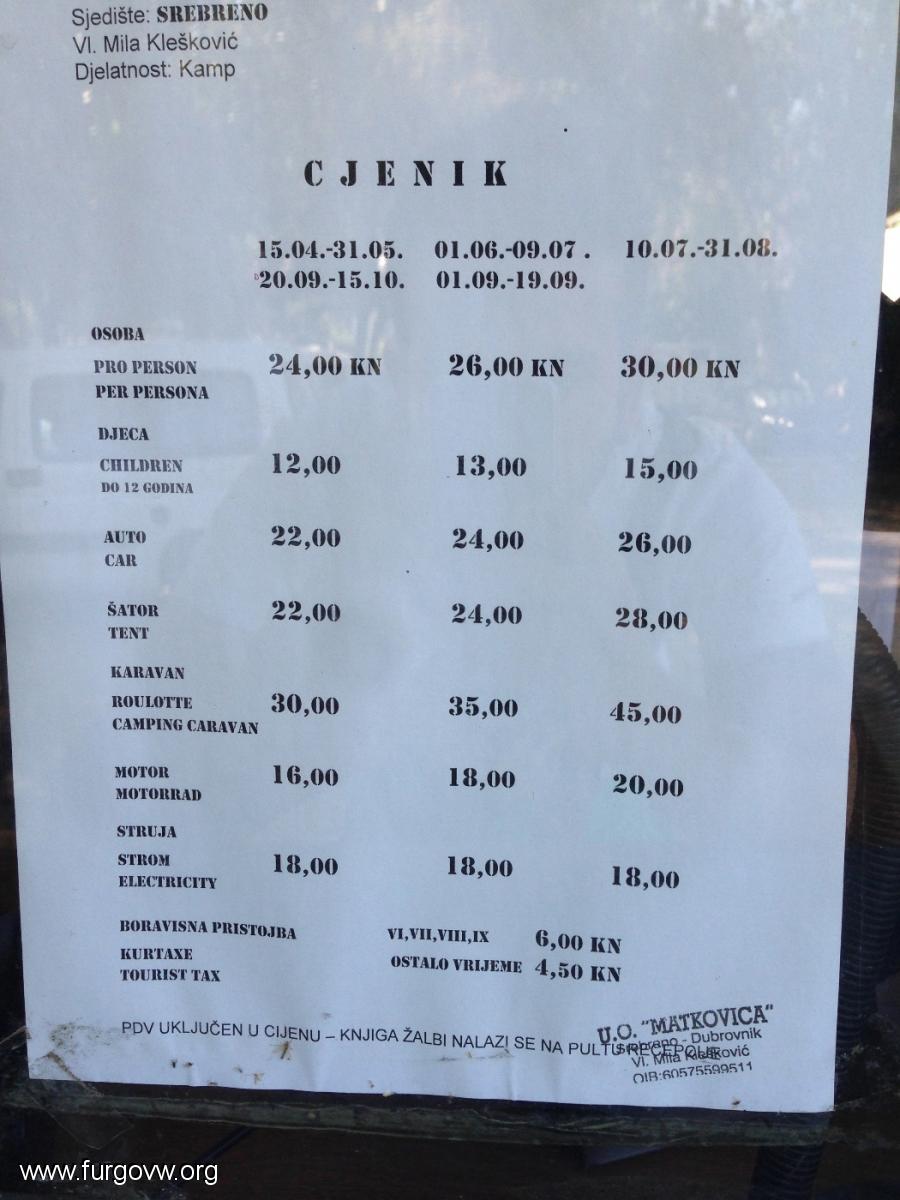 Sjedište: SREBRENO
Vl. Mila Klešković
Djelatnost: Kamp
CJENIK
15.04.-31.05. 01.06.-09.07. 10.07.-31.08.
20.09.-15.10. 01.09.-19.09.
OSOBA
PRO PERSON 24,00 KN 26,00 KN 30,00 KN
PER PERSONA
DJECA
CHILDREN 12,00 13,00 15,00
DO 12 GODINA
AUTO 22,00 24,00 26,00
CAR
ŠATOR 22,00 24,00 28,00
TENT
KARAVAN
ROULOTTE 30,00 35,00 45,00
CAMPING CARAVAN
MOTOR 16,00 18,00 20,00
MOTORRAD
STRUJA
STROM 18,00 18,00 18,00
ELECTRICITY
BORAVISNA PRISTOJBA VI,VII,VIII,IX 6,00 KN
KURTAXE OSTALO VRIJEME 4,50 KN
TOURIST TAX
PDV UKLJUČEN U CIJENU – KNJIGA ŽALBI NALAZI SE NA PULTU RECEPCIJE
U.O. "MATKOVICA"
Srebreno - Dubrovnik
Vl. Mila Klešković
OIB:60575599511
www.furgovw.org